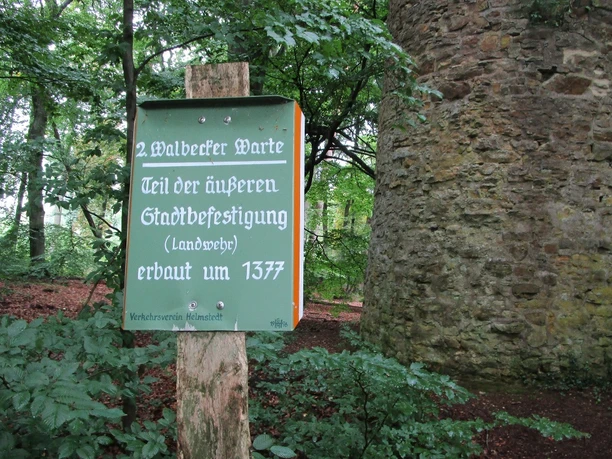 2. Walbecker Warte
Teil der äußeren
Stadtbefestigung
(Landwehr)
erbaut um 1377
Verkehrsverein Helmstedt